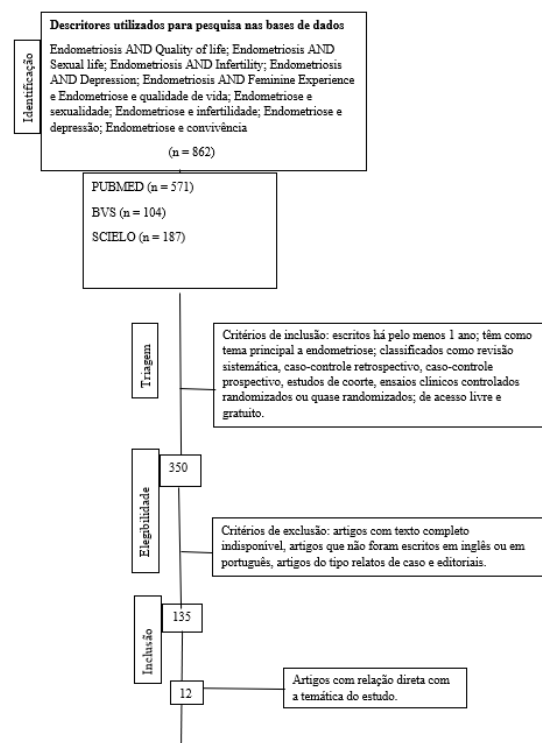 Descritores utilizados para pesquisa nas bases de dados
Endometriosis AND Quality of life; Endometriosis AND
Sexual life; Endometriosis AND Infertility; Endometriosis
AND Depression; Endometriosis AND Feminine Experience
e Endometriose e qualidade de vida; Endometriose e
sexualidade; Endometriose e infertilidade; Endometriose e
depressão; Endometriose e convivência
(n = 862)
Identificação
PUBMED (n = 571)
BVS (n = 104)
SCIELO (n = 187)
Triagem
Critérios de inclusão: escritos há pelo menos 1 ano; têm como
tema principal a endometriose; classificados como revisão
sistemática, caso-controle retrospectivo, caso-controle
prospectivo, estudos de coorte, ensaios clínicos controlados
randomizados ou quase randomizados; de acesso livre e
gratuito.
350
Elegibilidade
Critérios de exclusão: artigos com texto completo
indisponível, artigos que não foram escritos em inglês ou em
português, artigos do tipo relatos de caso e editoriais.
135
Inclusão
12
Artigos com relação direta com
a temática do estudo.